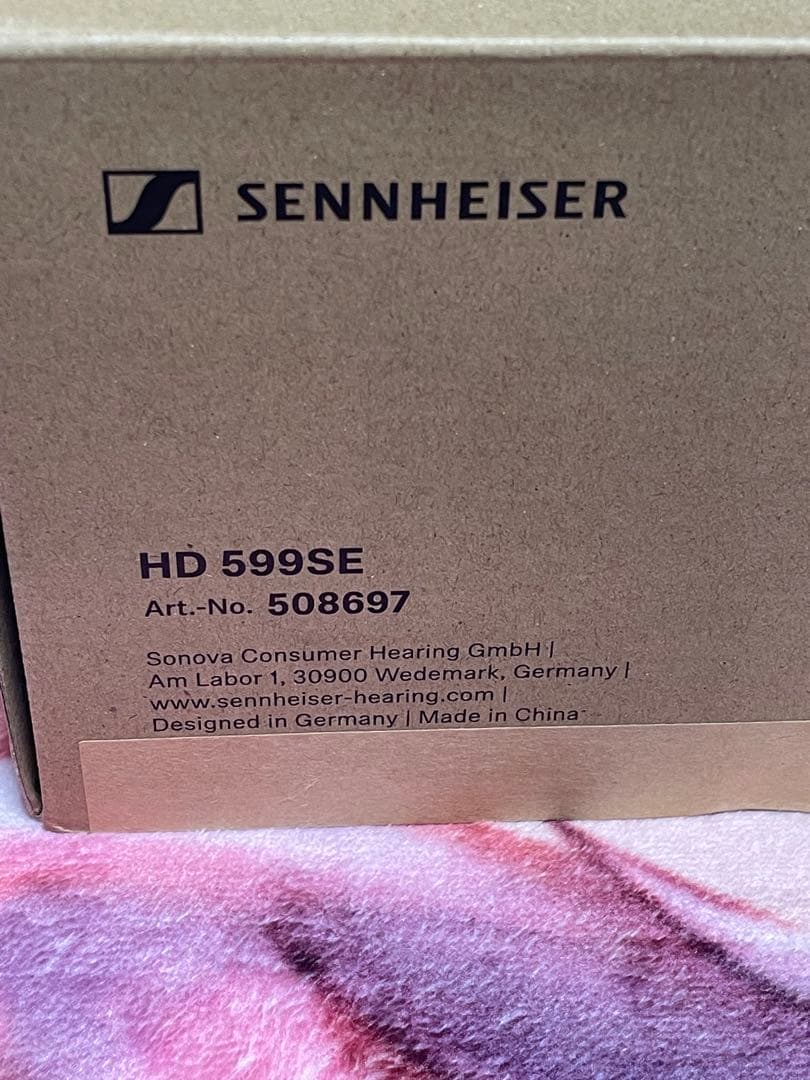 SENNHEISER
HD 599SE
Art.-No. 508697
Sonova Consumer Hearing GmbH |
Am Labor 1, 30900 Wedemark, Germany |
www.sennheiser-hearing.com |
Designed in Germany | Made in China